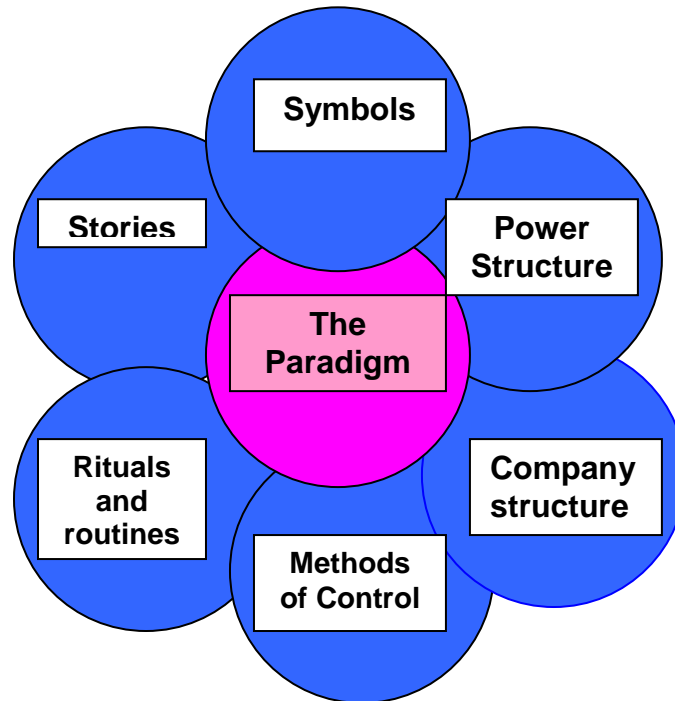 Symbols
Stories
Power
Structure
The
Paradigm
Rituals
and
routines
Company
structure
Methods
of Control